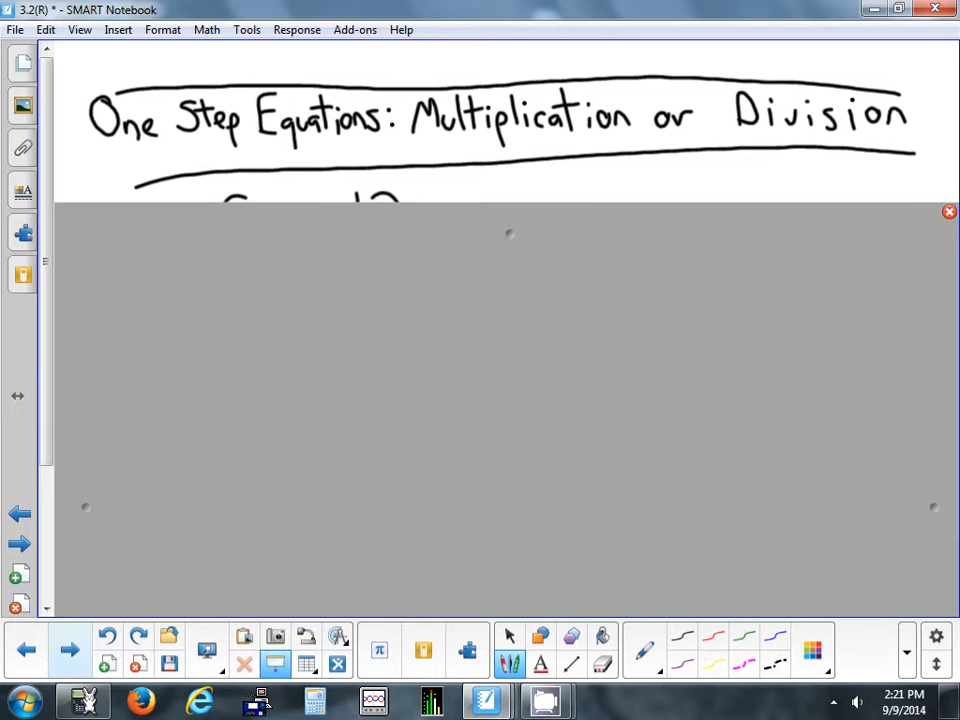 3.2(R) * - SMART Notebook
File Edit View Insert Format Math Tools Response Add-ons Help
One Step Equations: Multiplication or Division
2:21 PM
9/9/2014